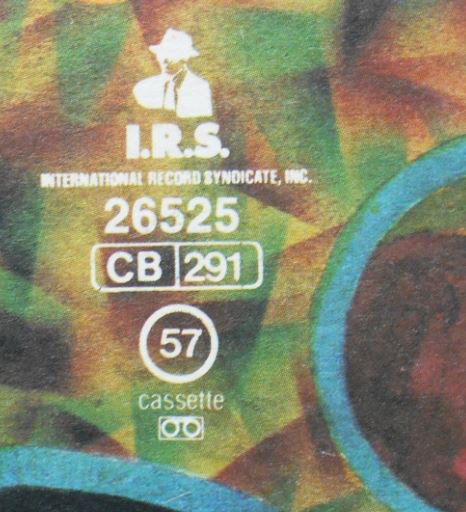 I.R.S.
INTERNATIONAL RECORD SYNDICATE, INC.
26525
CB 291
57
cassette